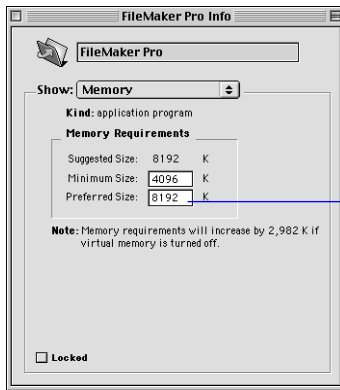 FileMaker Pro Info
FileMaker Pro
Show: Memory
Kind: application program
Memory Requirements
Suggested Size: 8192 K
Minimum Size: 4096 K
Preferred Size: 8192 K
Note: Memory requirements will increase by 2,982 K if
virtual memory is turned off.
Locked